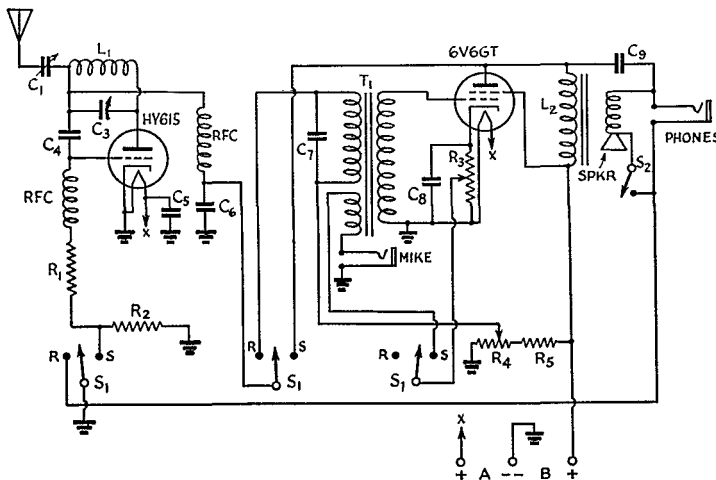 6V6GT
L1
C1
C3
HY615
C4
RFC
RFC
C5
X
C6
R1
R2
R
S
S1
T1
C7
C8
R3
X
L2
C9
PHONES
SPKR
S2
MIKE
R
S
S1
R
S
S1
R4
R5
X
+ A -- B +